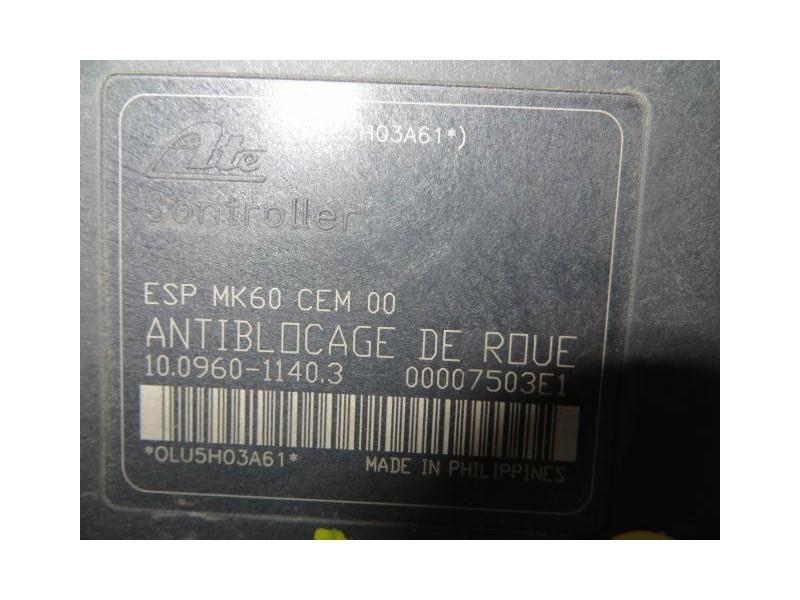 5H03A61*)
Ate
Controller
ESP MK60 CEM 00
ANTIBLOCAGE DE ROUE
10.0960-1140.3 00007503E1
*OLU5H03A61*
MADE IN PHILIPPINES